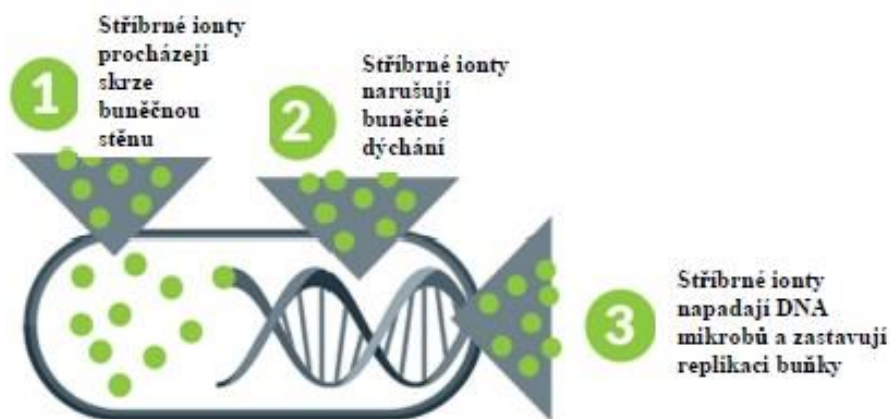 1
Stříbrné ionty
procházejí
skrze
buněčnou
stěnu
2
Stříbrné ionty
narušují
buněčné
dýchání
3
Stříbrné ionty
napadají DNA
mikrobů a zastavují
replikaci buňky